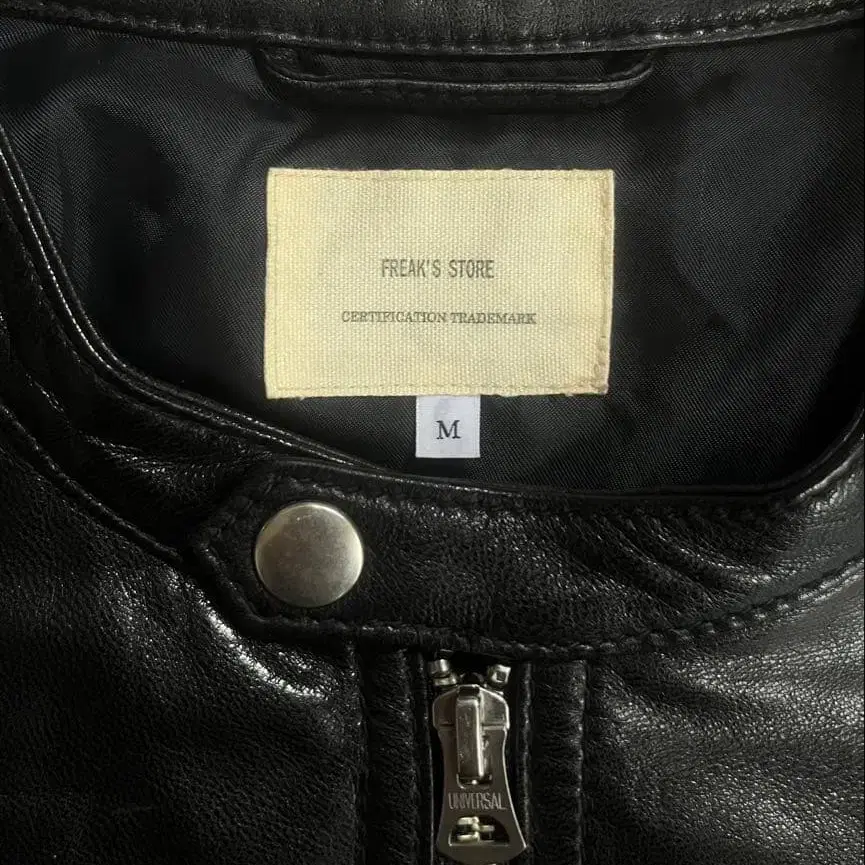 FREAK'S STORE
CERTIFICATION TRADEMARK
M
UNIVERSAL